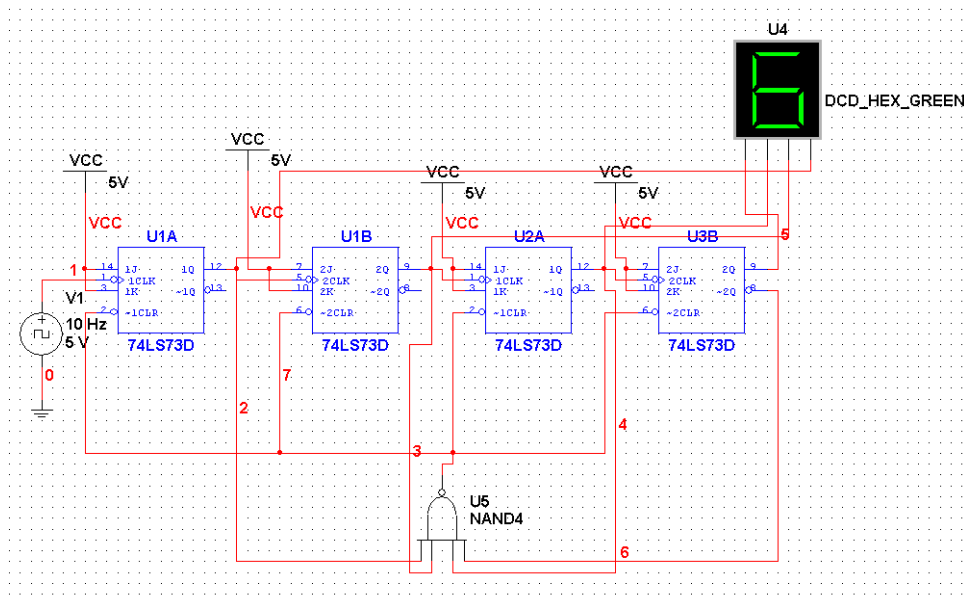 U4
DCD_HEX_GREEN
VCC
5V
VCC
5V
VCC
5V
VCC
5V
VCC
VCC
VCC
VCC
5
U1A
U1B
U2A
U3B
14 1J 1Q 12
1 1CLK
3 1K ~1Q 13
2 ~1CLR
74LS73D
7 2J 2Q 9
5 2CLK
10 2K ~2Q 8
6 ~2CLR
74LS73D
14 1J 1Q 12
1 1CLK
3 1K ~1Q 13
2 ~1CLR
74LS73D
7 2J 2Q 9
5 2CLK
10 2K ~2Q 8
6 ~2CLR
74LS73D
1
V1
10 Hz
5 V
0
7
2
4
3
U5
NAND4
6
6